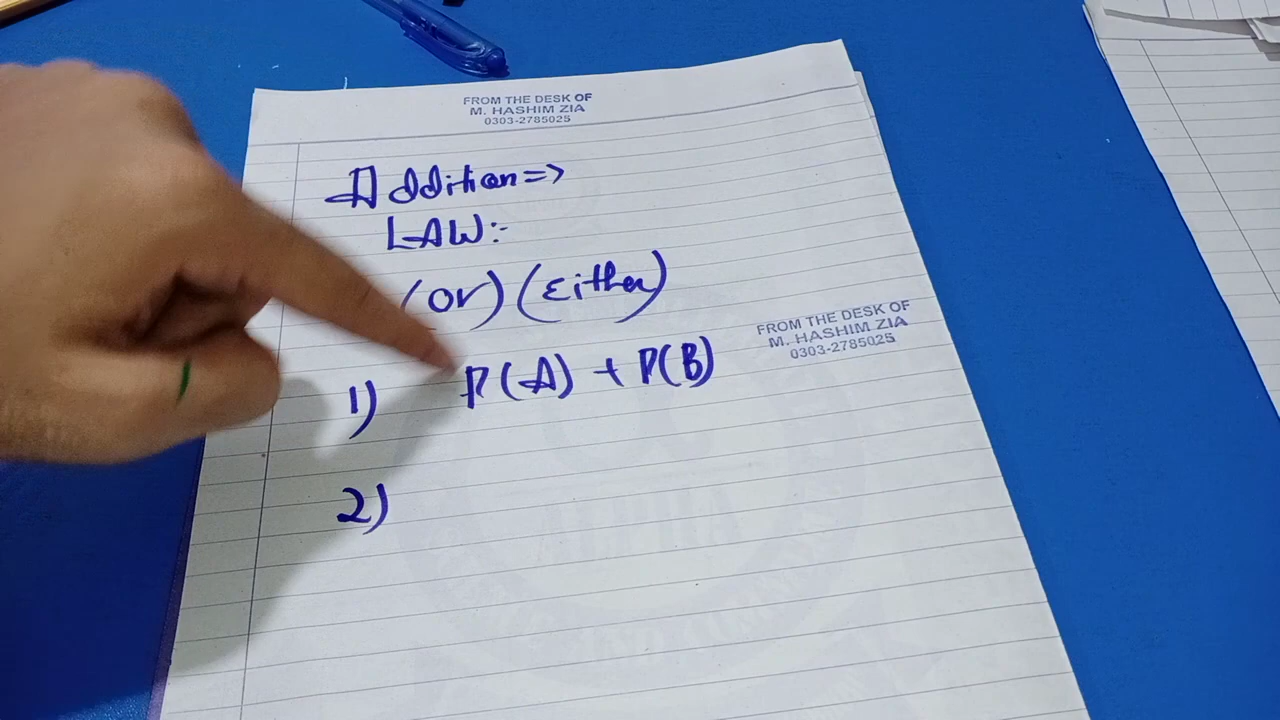 FROM THE DESK OF
M. HASHIM ZIA
0303-2785025
Addition=>
LAW:-
(or) (Either)
FROM THE DESK OF
M. HASHIM ZIA
0303-2785025
1) P(A) + P(B)
2)